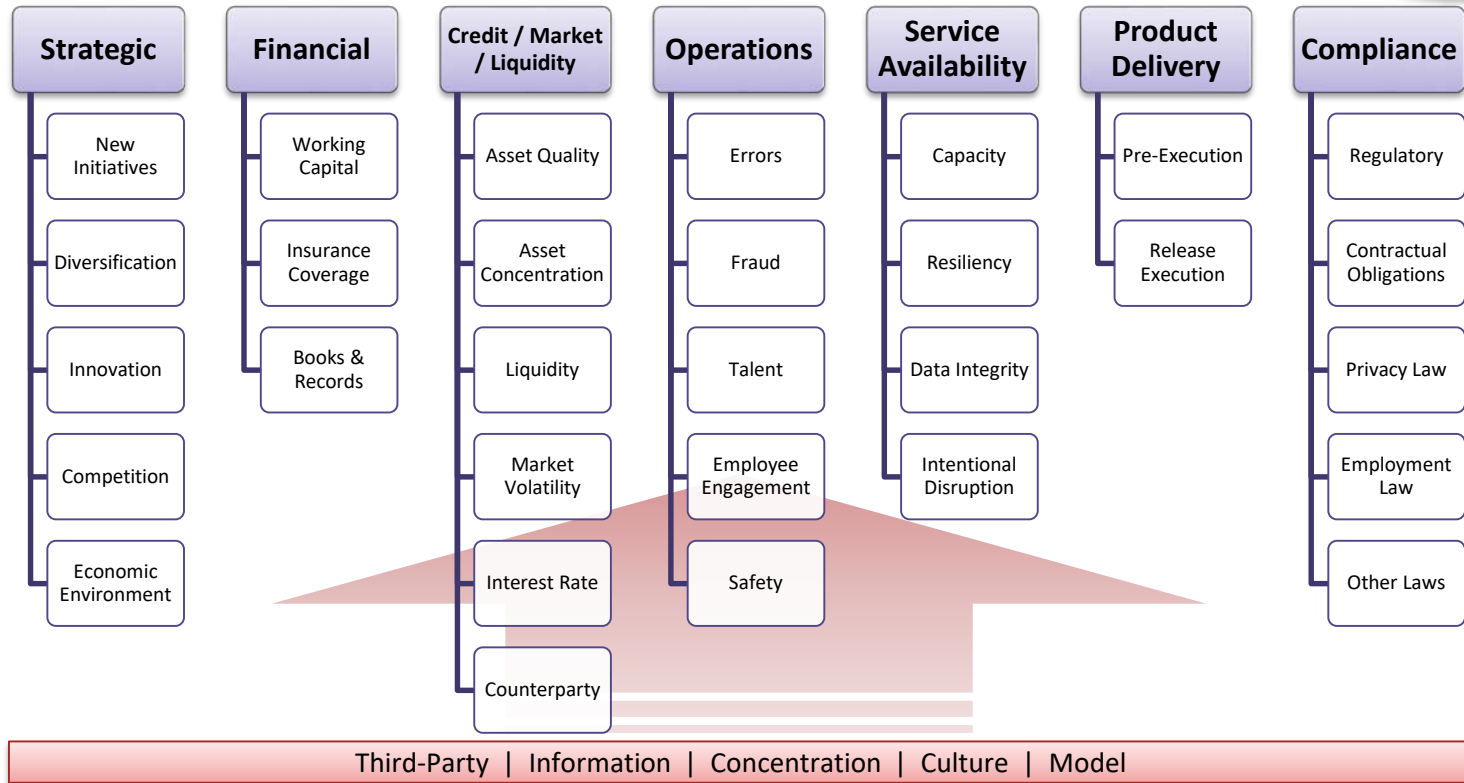 Strategic
New
Initiatives
Diversification
Innovation
Competition
Economic
Environment
Financial
Working
Capital
Insurance
Coverage
Books &
Records
Credit / Market
/ Liquidity
Asset Quality
Asset
Concentration
Liquidity
Market
Volatility
Interest Rate
Counterparty
Operations
Errors
Fraud
Talent
Employee
Engagement
Safety
Service
Availability
Capacity
Resiliency
Data Integrity
Intentional
Disruption
Product
Delivery
Pre-Execution
Release
Execution
Compliance
Regulatory
Contractual
Obligations
Privacy Law
Employment
Law
Other Laws
Third-Party | Information | Concentration | Culture | Model